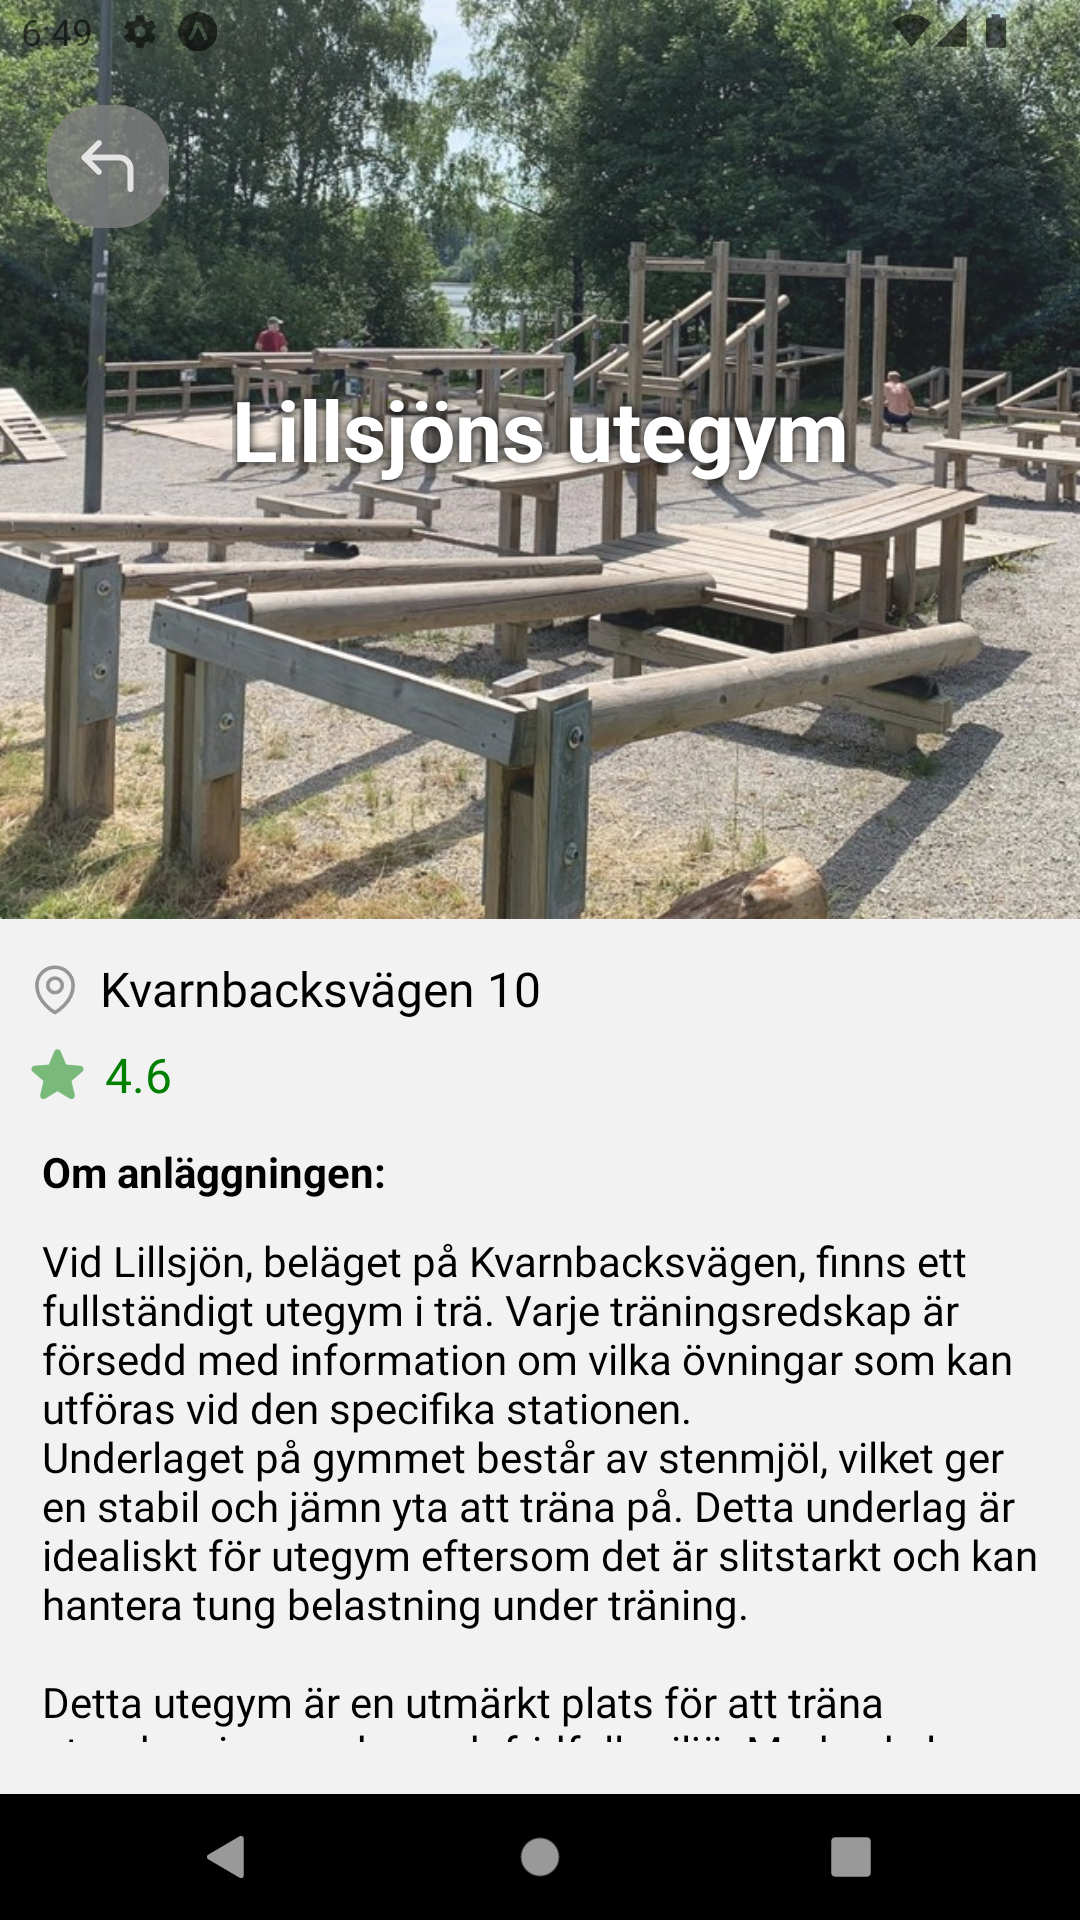 6:49
Lillsjöns utegym
Kvarnbacksvägen 10
4.6
Om anläggningen:
Vid Lillsjön, beläget på Kvarnbacksvägen, finns ett
fullständigt utegym i trä. Varje träningsredskap är
försedd med information om vilka övningar som kan
utföras vid den specifika stationen.
Underlaget på gymmet består av stenmjöl, vilket ger
en stabil och jämn yta att träna på. Detta underlag är
idealiskt för utegym eftersom det är slitstarkt och kan
hantera tung belastning under träning.
Detta utegym är en utmärkt plats för att träna